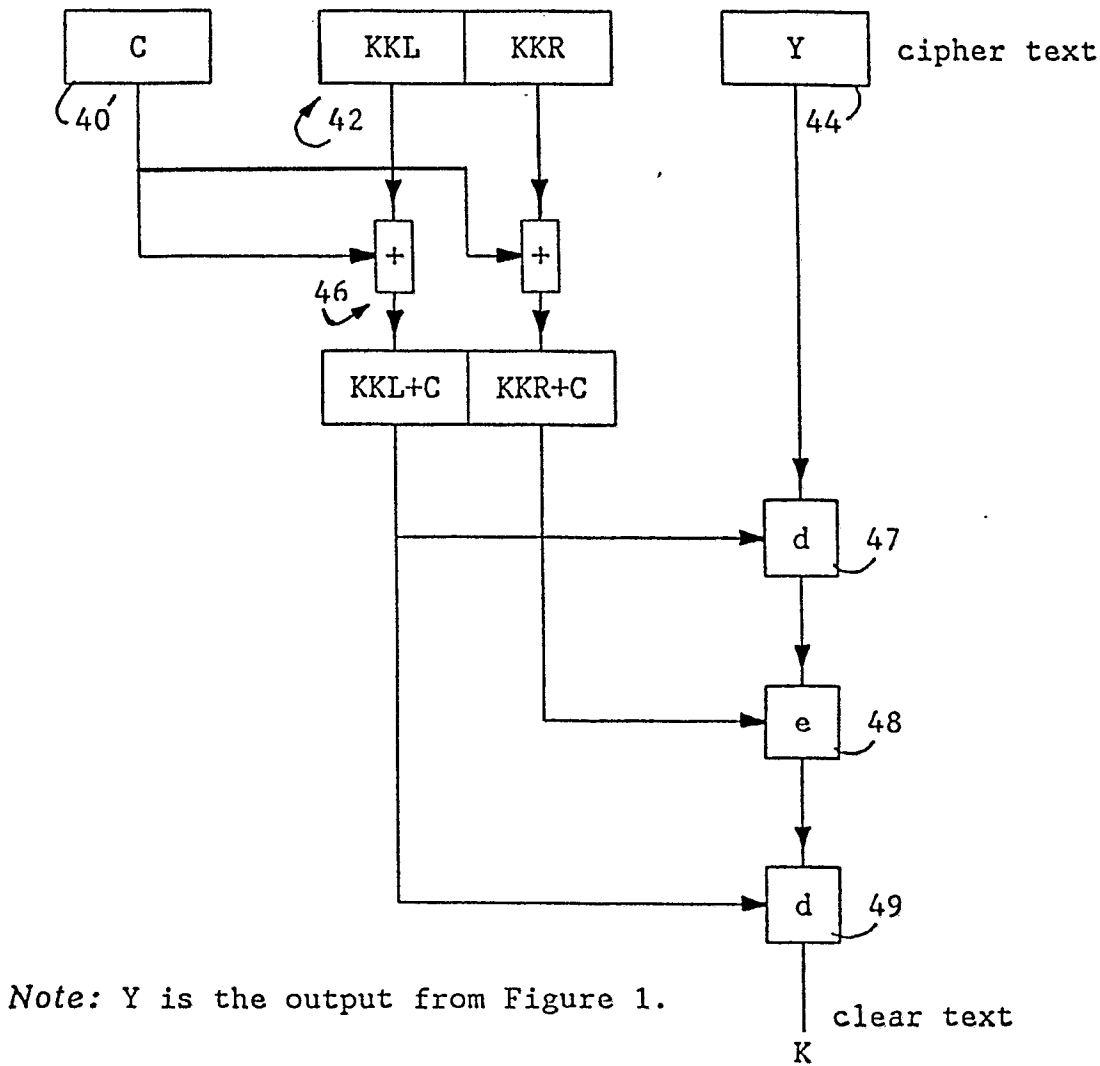 C KKL KKR Y cipher text
40' 42 44
+ +
46
KKL+C KKR+C
d 47
e 48
d 49
Note: Y is the output from Figure 1.
clear text
K